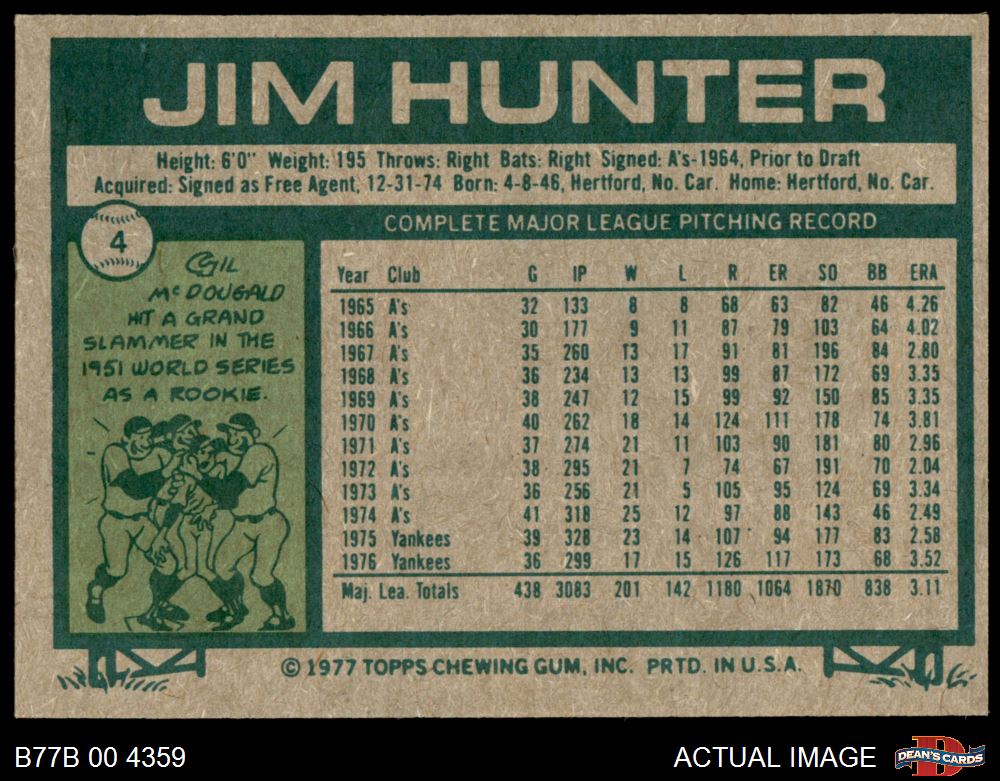 JIM HUNTER
Height: 6'0" Weight: 195 Throws: Right Bats: Right Signed: A's-1964, Prior to Draft
Acquired: Signed as Free Agent, 12-31-74 Born: 4-8-46, Hertford, No. Car. Home: Hertford, No. Car.
4
GIL
McDOUGALD
HIT A GRAND
SLAMMER IN THE
1951 WORLD SERIES
AS A ROOKIE.
COMPLETE MAJOR LEAGUE PITCHING RECORD
Year Club G IP W L R ER SO BB ERA
1965 A's 32 133 8 8 68 63 82 46 4.26
1966 A's 30 177 9 11 87 79 103 64 4.02
1967 A's 35 260 13 17 91 81 196 84 2.80
1968 A's 36 234 13 13 99 87 172 69 3.35
1969 A's 38 247 12 15 99 92 150 85 3.35
1970 A's 40 262 18 14 124 111 178 74 3.81
1971 A's 37 274 21 11 103 90 181 80 2.96
1972 A's 38 295 21 7 74 67 191 70 2.04
1973 A's 36 256 21 5 105 95 124 69 3.34
1974 A's 41 318 25 12 97 88 143 46 2.49
1975 Yankees 39 328 23 14 107 94 177 83 2.58
1976 Yankees 36 299 17 15 126 117 173 68 3.52
Maj. Lea. Totals 438 3083 201 142 1180 1064 1870 838 3.11
© 1977 TOPPS CHEWING GUM, INC. PRTD. IN U.S.A.
B77B 00 4359
ACTUAL IMAGE
D
DEAN'S CARDS